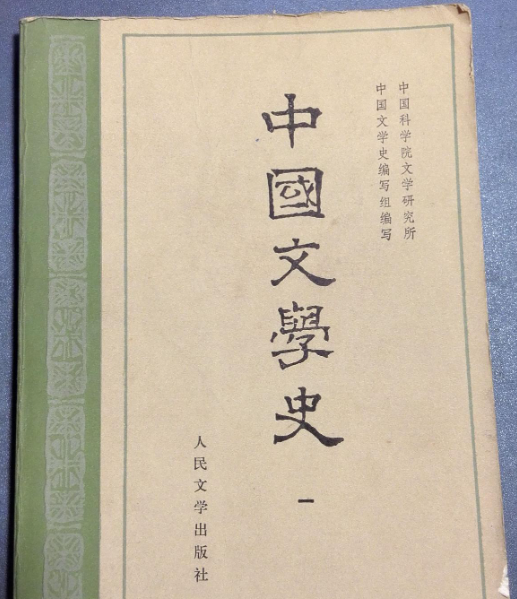 中国科学院文学研究所
中国文学史编写组编写
中國文學史
一
人民文学出版社